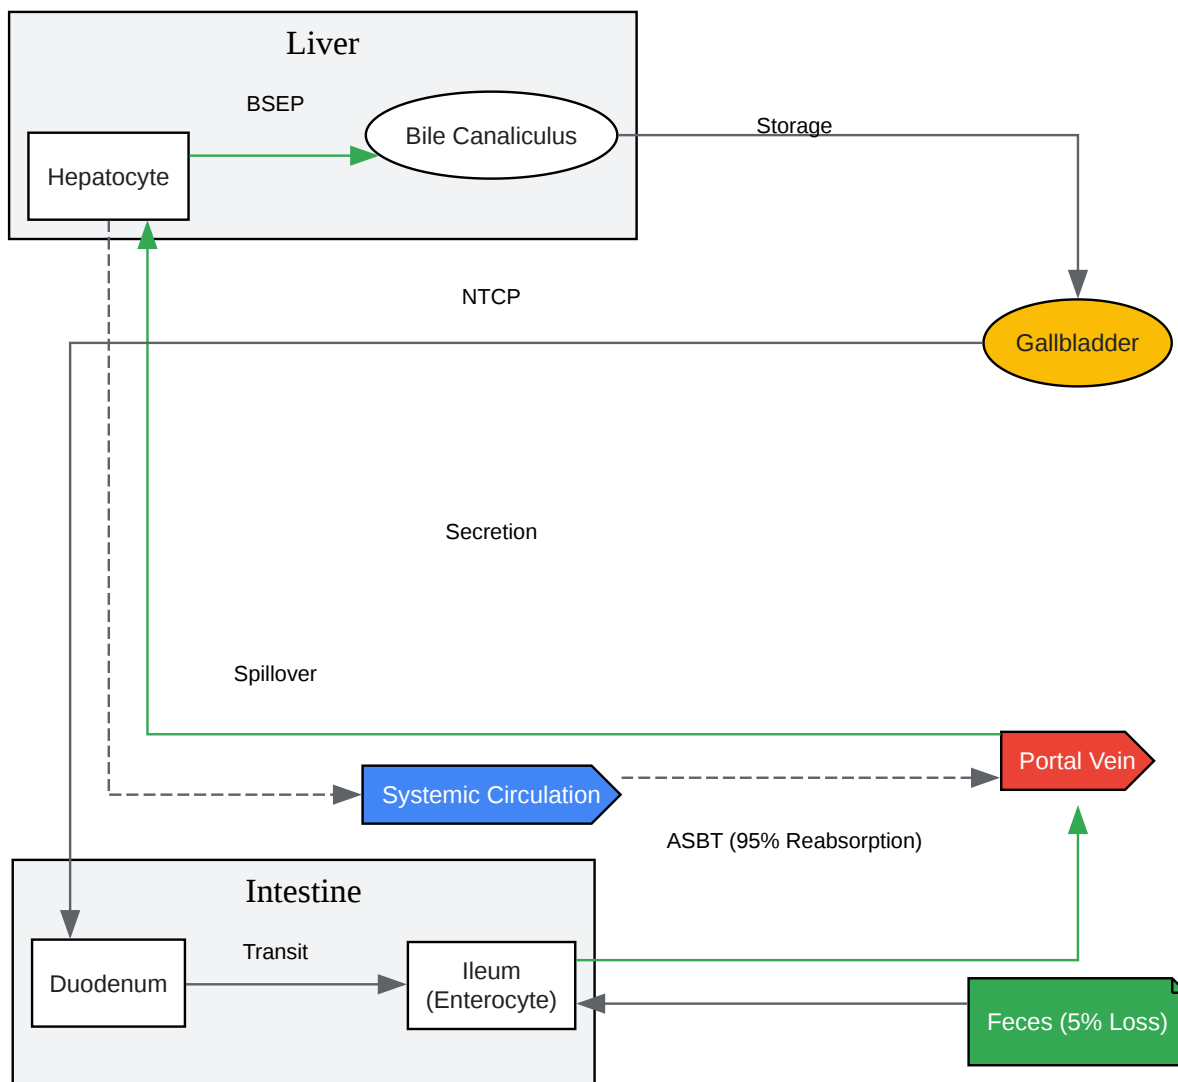 Liver
BSEP
Bile Canaliculus
Storage
Hepatocyte
NTCP
Gallbladder
Secretion
Spillover
Portal Vein
Systemic Circulation
ASBT (95% Reabsorption)
Intestine
Transit
Duodenum
Ileum
(Enterocyte)
Feces (5% Loss)